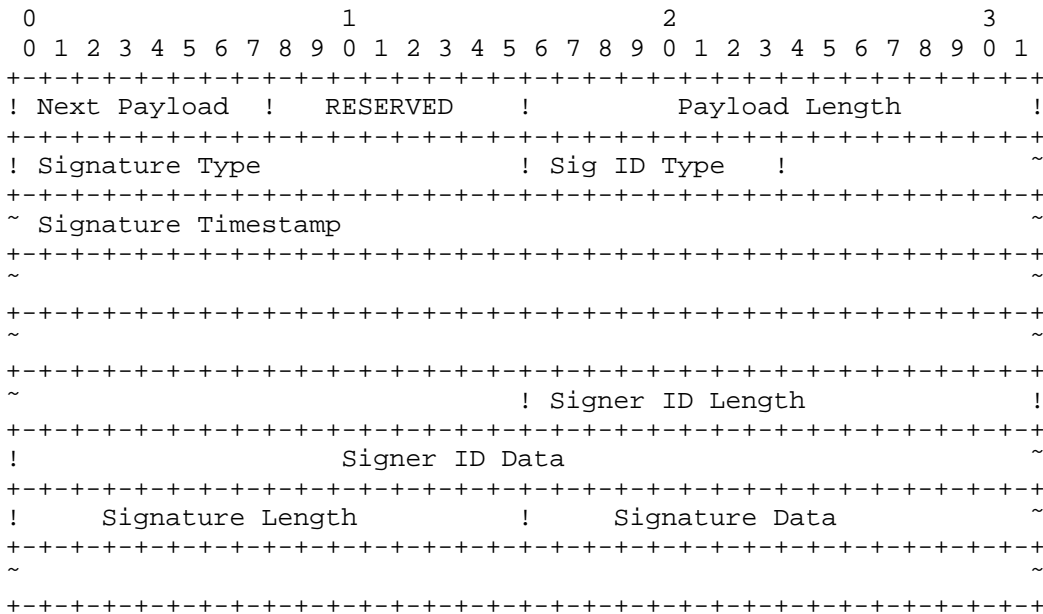 0                   1                   2                   3
 0 1 2 3 4 5 6 7 8 9 0 1 2 3 4 5 6 7 8 9 0 1 2 3 4 5 6 7 8 9 0 1
+-+-+-+-+-+-+-+-+-+-+-+-+-+-+-+-+-+-+-+-+-+-+-+-+-+-+-+-+-+-+-+-+
! Next Payload  !   RESERVED    !         Payload Length        !
+-+-+-+-+-+-+-+-+-+-+-+-+-+-+-+-+-+-+-+-+-+-+-+-+-+-+-+-+-+-+-+-+
! Signature Type                ! Sig ID Type   !               ~
+-+-+-+-+-+-+-+-+-+-+-+-+-+-+-+-+-+-+-+-+-+-+-+-+-+-+-+-+-+-+-+-+
~ Signature Timestamp                                           ~
+-+-+-+-+-+-+-+-+-+-+-+-+-+-+-+-+-+-+-+-+-+-+-+-+-+-+-+-+-+-+-+-+
~                                                               ~
+-+-+-+-+-+-+-+-+-+-+-+-+-+-+-+-+-+-+-+-+-+-+-+-+-+-+-+-+-+-+-+-+
~                                                               ~
+-+-+-+-+-+-+-+-+-+-+-+-+-+-+-+-+-+-+-+-+-+-+-+-+-+-+-+-+-+-+-+-+
~                               ! Signer ID Length              !
+-+-+-+-+-+-+-+-+-+-+-+-+-+-+-+-+-+-+-+-+-+-+-+-+-+-+-+-+-+-+-+-+
!                    Signer ID Data                             ~
+-+-+-+-+-+-+-+-+-+-+-+-+-+-+-+-+-+-+-+-+-+-+-+-+-+-+-+-+-+-+-+-+
!     Signature Length          !     Signature Data            ~
+-+-+-+-+-+-+-+-+-+-+-+-+-+-+-+-+-+-+-+-+-+-+-+-+-+-+-+-+-+-+-+-+
~                                                               ~
+-+-+-+-+-+-+-+-+-+-+-+-+-+-+-+-+-+-+-+-+-+-+-+-+-+-+-+-+-+-+-+-+